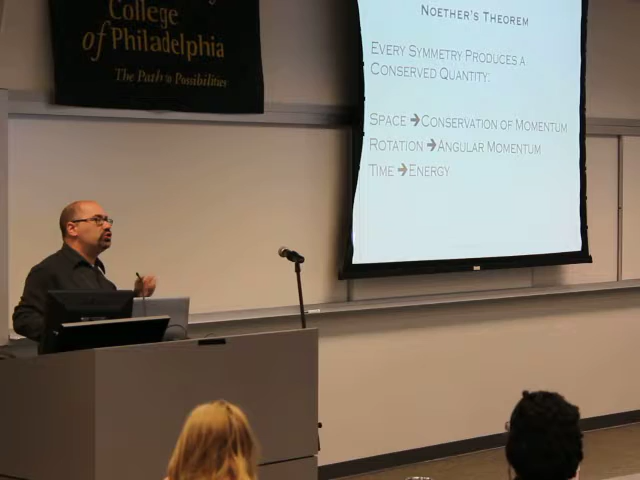 College
of Philadelphia
The Path to Possibilities
NOETHER'S THEOREM
EVERY SYMMETRY PRODUCES A
CONSERVED QUANTITY:
SPACE ➔CONSERVATION OF MOMENTUM
ROTATION ➔ANGULAR MOMENTUM
TIME ➔ENERGY